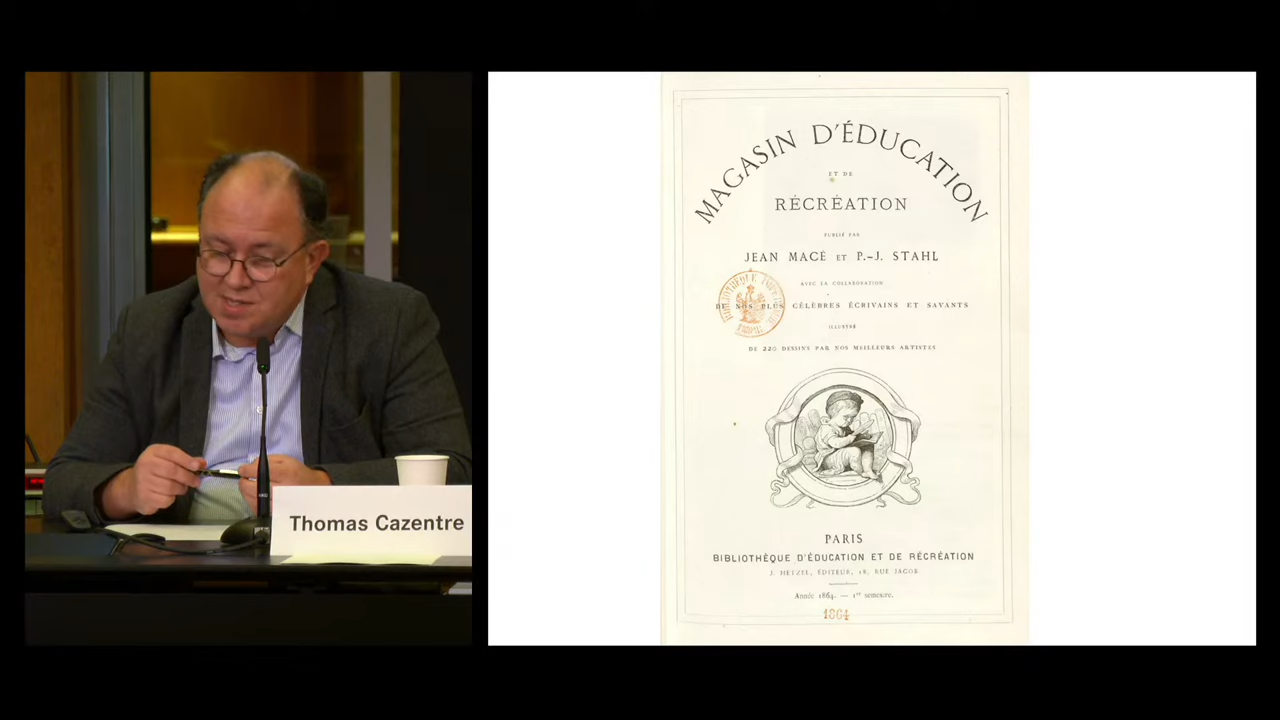 Thomas Cazentre
MAGASIN D'ÉDUCATION
ET DE
RÉCRÉATION
PUBLIÉ PAR
JEAN MACÉ ET P.-J. STAHL
AVEC LA COLLABORATION
DE NOS PLUS CÉLÈBRES ÉCRIVAINS ET SAVANTS
ILLUSTRÉ
DE 220 DESSINS PAR NOS MEILLEURS ARTISTES
PARIS
BIBLIOTHÈQUE D'ÉDUCATION ET DE RÉCRÉATION
J. HETZEL, ÉDITEUR, 18, RUE JACOB
Année 1864. — 1er semestre.
1864